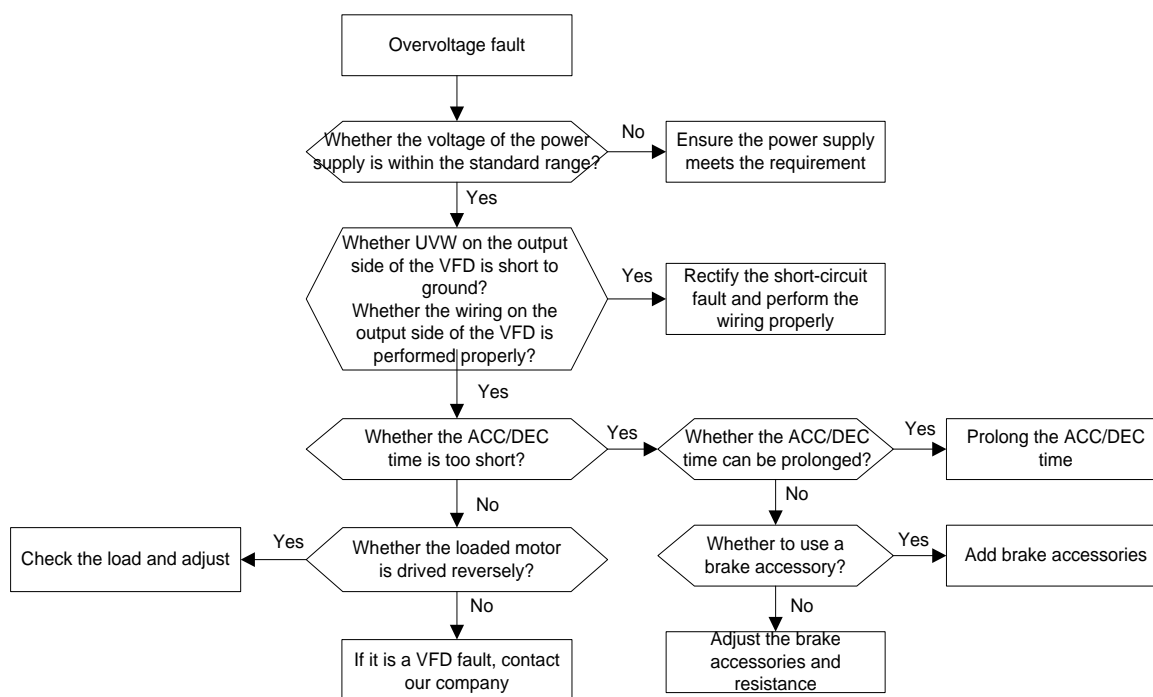 Overvoltage fault
Whether the voltage of the power
supply is within the standard range?
No
Ensure the power supply
meets the requirement
Yes
Whether UVW on the output
side of the VFD is short to
ground?
Whether the wiring on the
output side of the VFD is
performed properly?
Yes
Rectify the short-circuit
fault and perform the
wiring properly
Yes
Whether the ACC/DEC
time is too short?
Yes
Whether the ACC/DEC
time can be prolonged?
Yes
Prolong the ACC/DEC
time
No
No
Check the load and adjust
Yes
Whether the loaded motor
is drived reversely?
Whether to use a
brake accessory?
Yes
Add brake accessories
No
No
If it is a VFD fault, contact
our company
Adjust the brake
accessories and
resistance